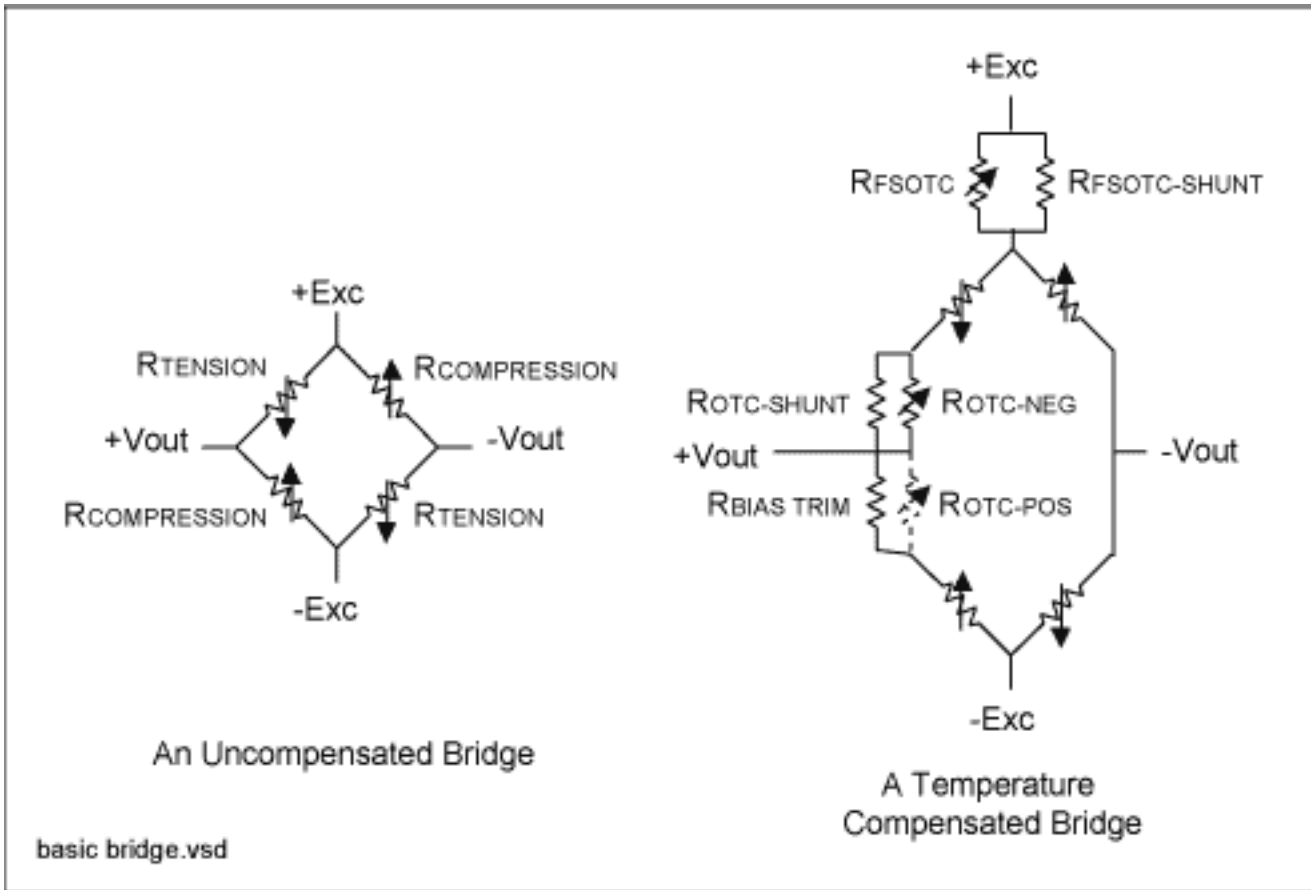 +Exc
RTENSION
RCOMPRESSION
+Vout
-Vout
RCOMPRESSION
RTENSION
-Exc
An Uncompensated Bridge
+Exc
RFSOTC
RFSOTC-SHUNT
ROTC-SHUNT
ROTC-NEG
+Vout
-Vout
RBIAS TRIM
ROTC-POS
-Exc
A Temperature
Compensated Bridge
basic bridge.vsd